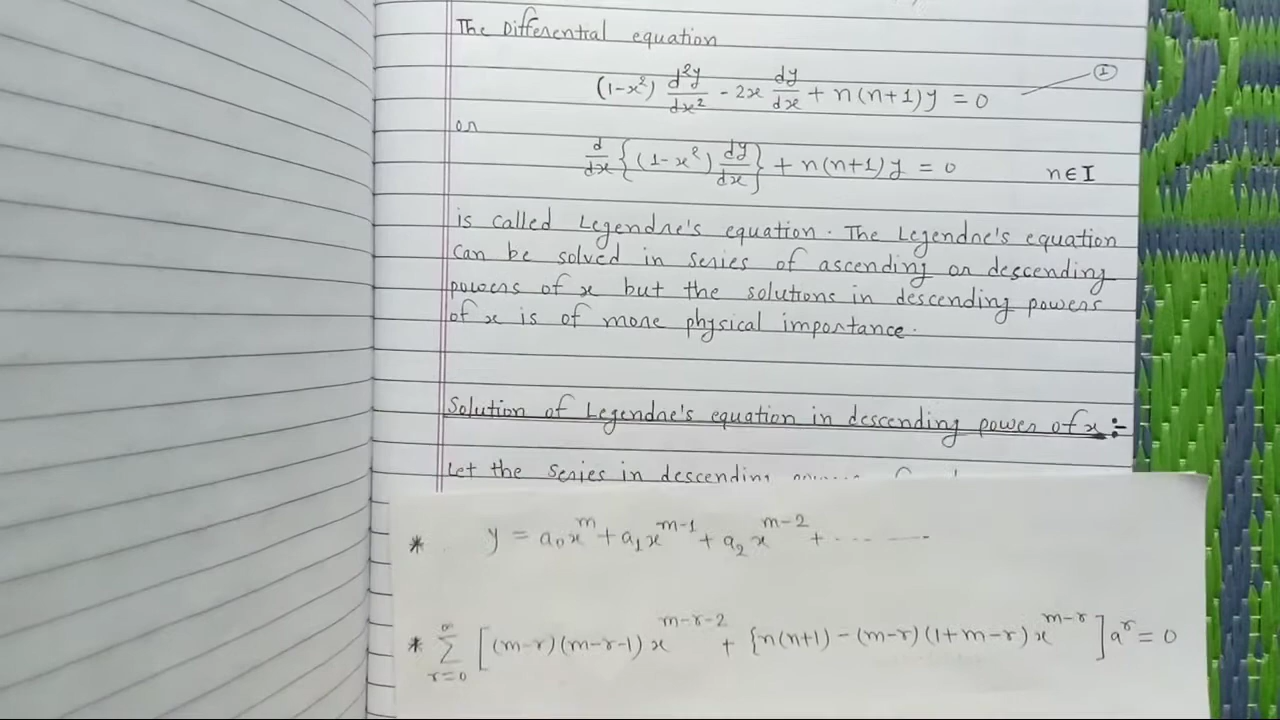 The Differential equation
(1-x²) d²y/dx² - 2x dy/dx + n(n+1)y = 0 ①
or
d/dx {(1-x²) dy/dx} + n(n+1)y = 0 n∈I
is called Legendre's equation. The Legendre's equation
can be solved in series of ascending or descending
powers of x but the solutions in descending powers
of x is of more physical importance.
Solution of Legendre's equation in descending power of x :-
Let the series in descending
* y = a₀x^m + a₁x^(m-1) + a₂x^(m-2) + ... —
* ∑_(r=0)^∞ [(m-r)(m-r-1)x^(m-r-2) + {n(n+1) - (m-r)(1+m-r)x^(m-r)] a^r = 0